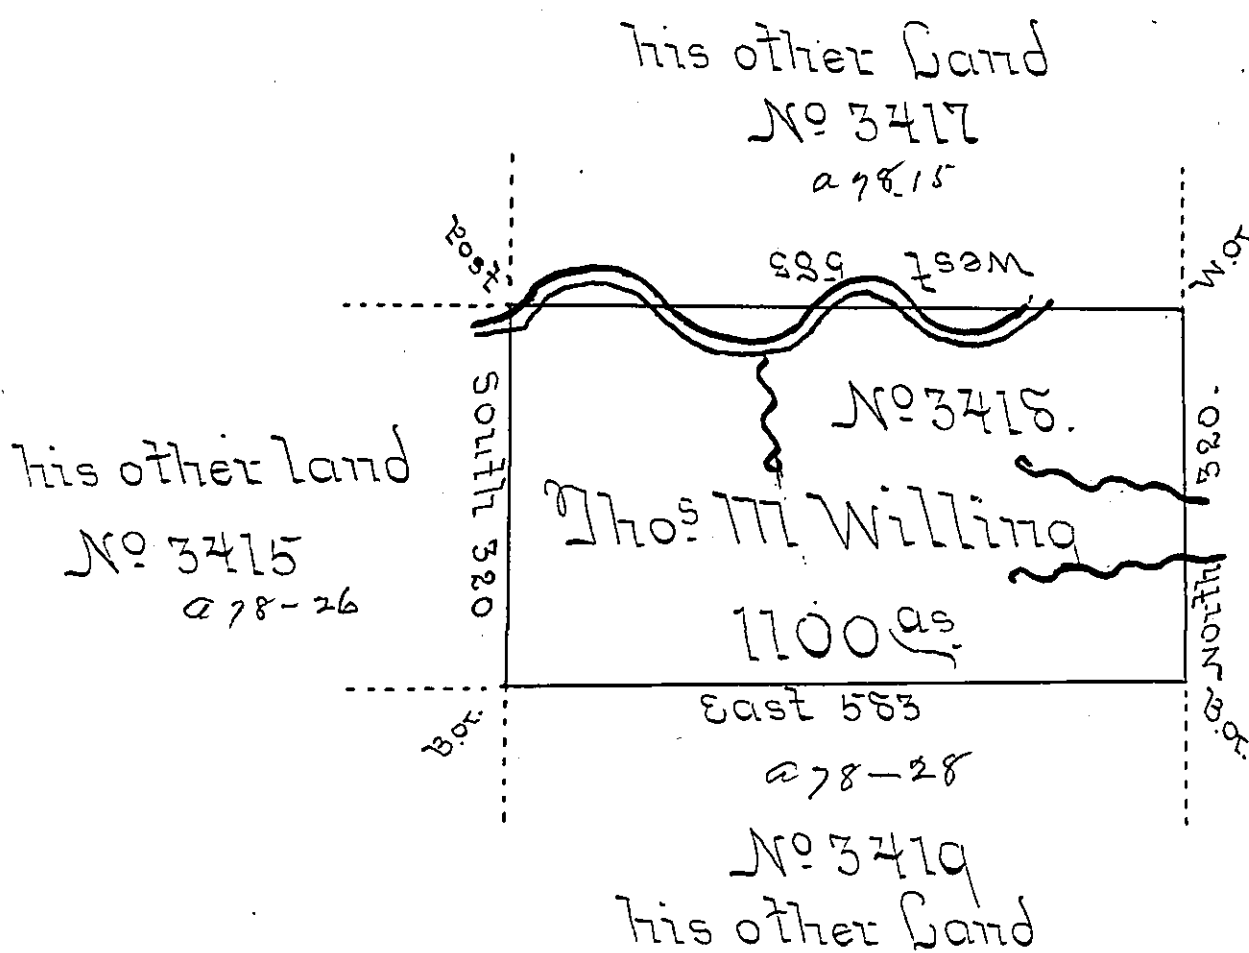 his other Land
No 3417
a 78-15
Post
west 583
W.O.
South 320
No 3418.
North 320.
his other land
No 3415
a 78-26
Thos M Willing
1100 as
B.O.
East 583
B.O.
a 78-28
No 3419
his other Land